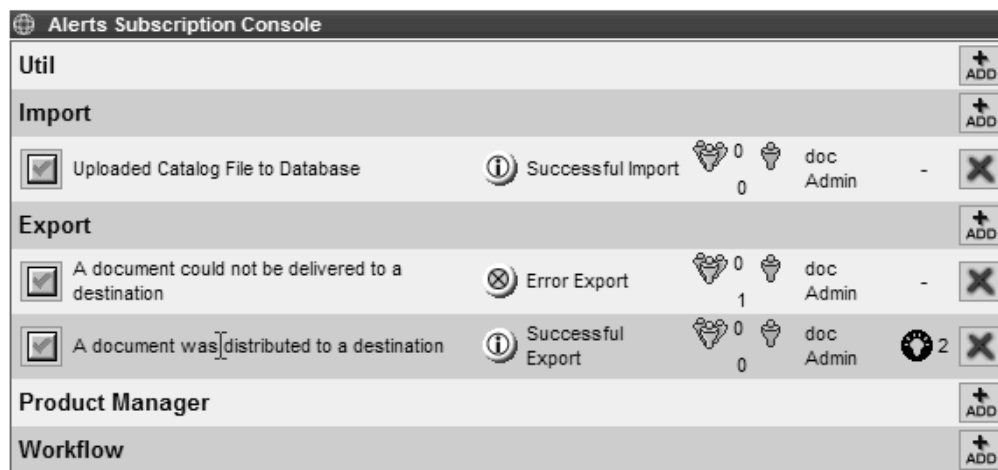 Alerts Subscription Console
Util
ADD
Import
ADD
Uploaded Catalog File to Database
Successful Import
0
0
doc
Admin
-
Export
ADD
A document could not be delivered to a
destination
Error Export
0
1
doc
Admin
-
A document was distributed to a destination
Successful
Export
0
0
doc
Admin
2
Product Manager
ADD
Workflow
ADD